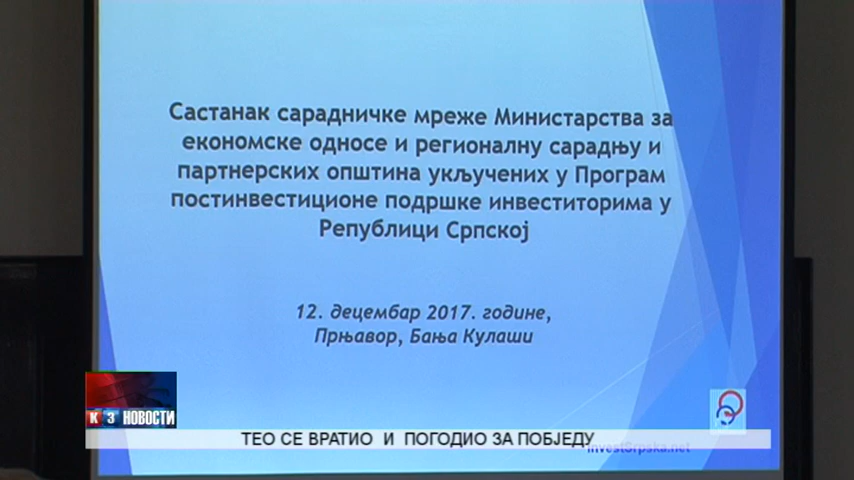 Састанак сарадничке мреже Министарства за
економске односе и регионалну сарадњу и
партнерских општина укључених у Програм
постинвестиционе подршке инвеститорима у
Републици Српској
12. децембар 2017. године,
Прњавор, Бања Кулаши
К 3 НОВОСТИ
ТЕО СЕ ВРАТИО И ПОГОДИО ЗА ПОБЈЕДУ
investSrpska.net